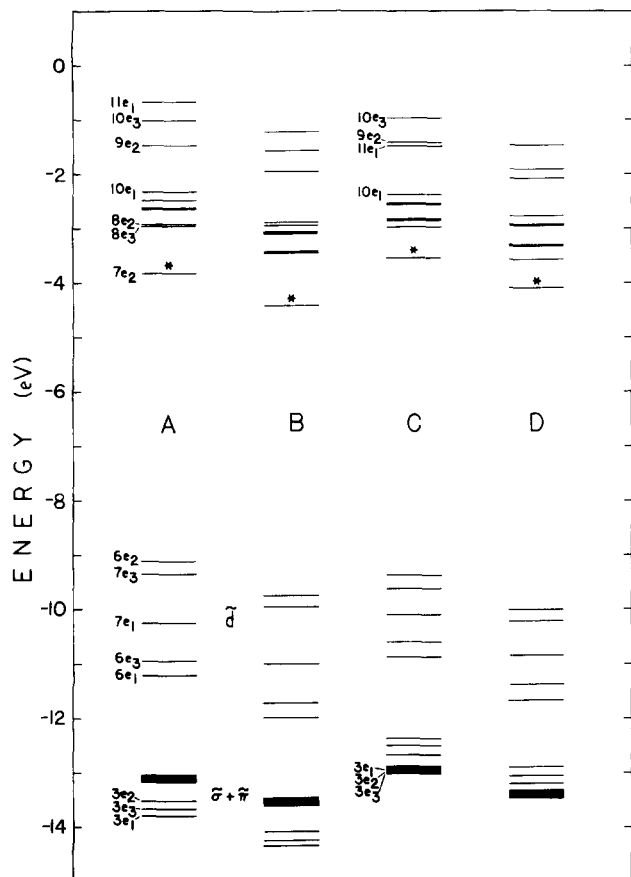 ENERGY (eV)
0
-2
-4
-6
-8
-10
-12
-14
11e₁
10e₃
9e₂
10e₁
8e₂
8e₃
7e₂
*
6e₂
7e₃
7e₁
6e₃
6e₁
3e₂
3e₃
3e₁
A
d̃
σ̃ + π̃
*
B
10e₃
9e₂
11e₁
10e₁
*
C
3e₁
3e₂
3e₃
*
D